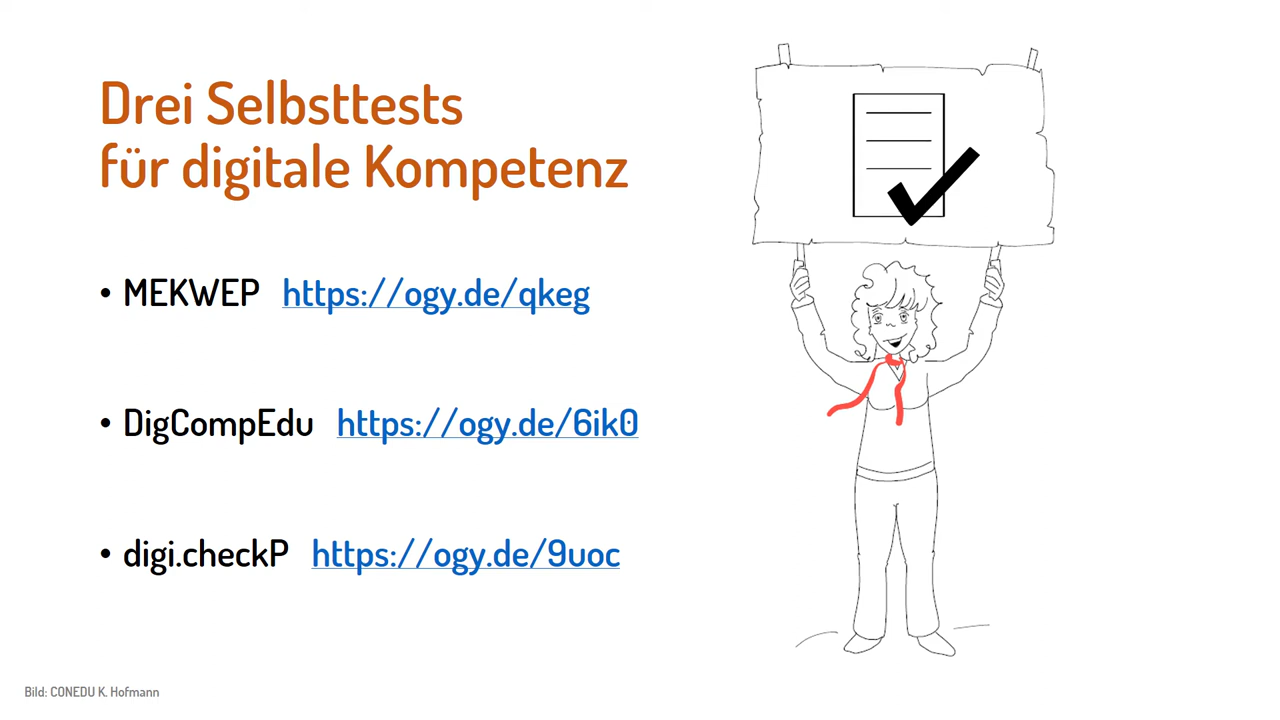 Drei Selbsttests
für digitale Kompetenz
• MEKWEP https://ogy.de/qkeg
• DigCompEdu https://ogy.de/6ik0
• digi.checkP https://ogy.de/9uoc
Bild: CONEDU K. Hofmann